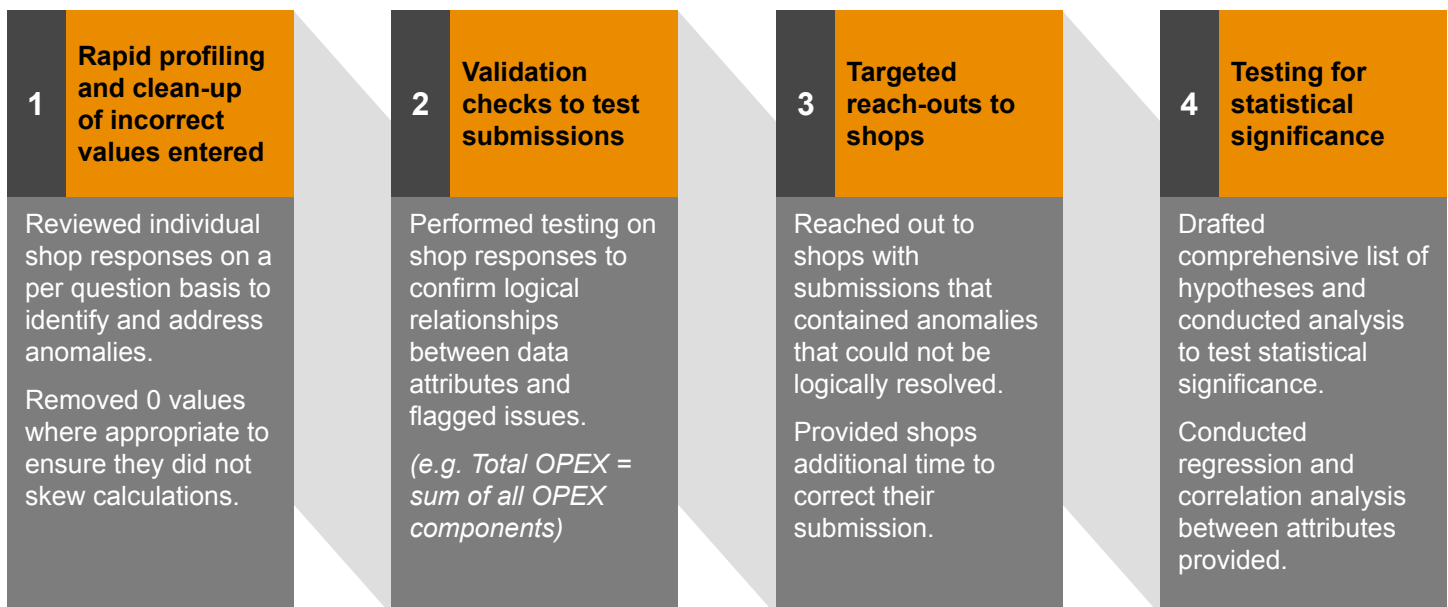 1
Rapid profiling
and clean-up
of incorrect
values entered
Reviewed individual
shop responses on a
per question basis to
identify and address
anomalies.
Removed 0 values
where appropriate to
ensure they did not
skew calculations.
2
Validation
checks to test
submissions
Performed testing on
shop responses to
confirm logical
relationships
between data
attributes and
flagged issues.
(e.g. Total OPEX =
sum of all OPEX
components)
3
Targeted
reach-outs to
shops
Reached out to
shops with
submissions that
contained anomalies
that could not be
logically resolved.
Provided shops
additional time to
correct their
submission.
4
Testing for
statistical
significance
Drafted
comprehensive list of
hypotheses and
conducted analysis
to test statistical
significance.
Conducted
regression and
correlation analysis
between attributes
provided.